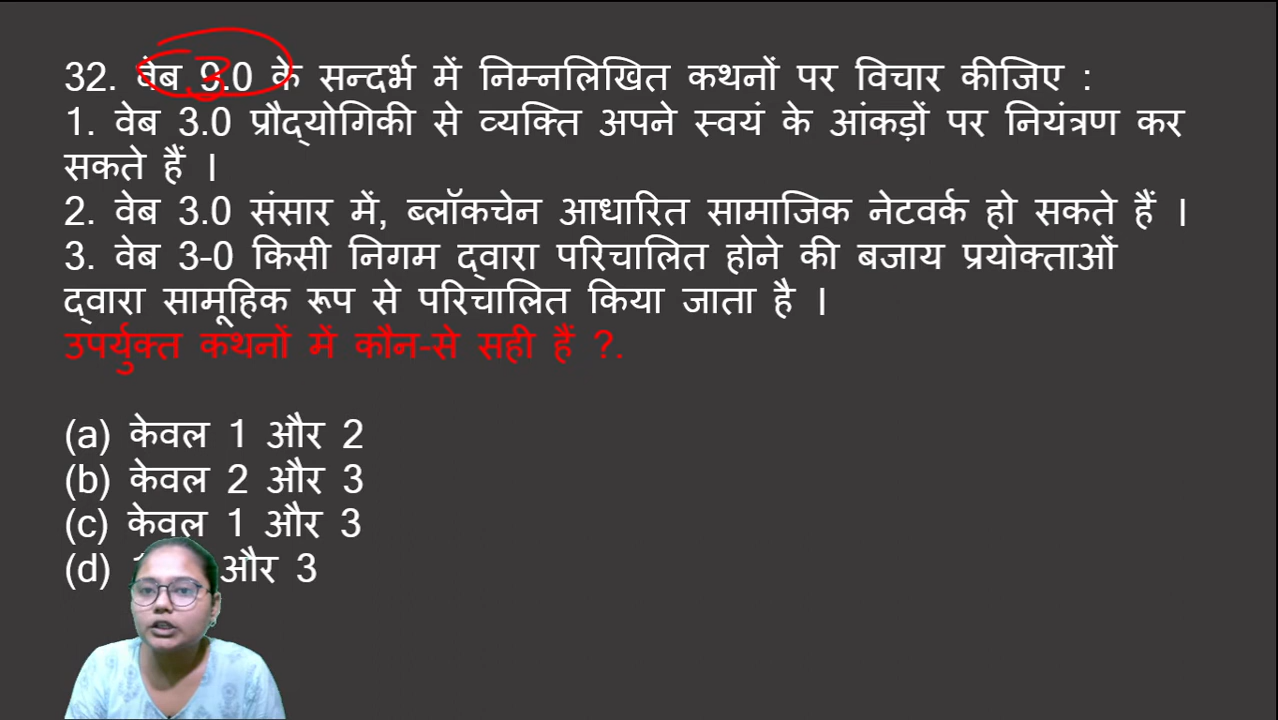 32. वेब 9.0 के सन्दर्भ में निम्नलिखित कथनों पर विचार कीजिए :
1. वेब 3.0 प्रौद्योगिकी से व्यक्ति अपने स्वयं के आंकड़ों पर नियंत्रण कर
सकते हैं ।
2. वेब 3.0 संसार में, ब्लॉकचेन आधारित सामाजिक नेटवर्क हो सकते हैं ।
3. वेब 3-0 किसी निगम द्वारा परिचालित होने की बजाय प्रयोक्ताओं
द्वारा सामूहिक रूप से परिचालित किया जाता है ।
उपर्युक्त कथनों में कौन-से सही हैं ?.
(a) केवल 1 और 2
(b) केवल 2 और 3
(c) केवल 1 और 3
(d) और 3